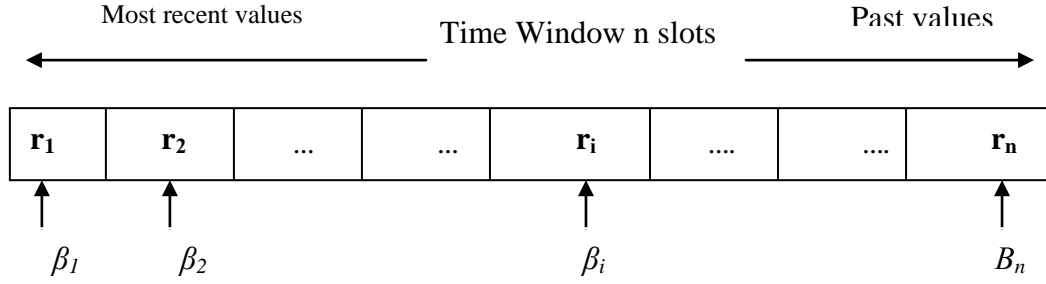 Most recent values
Past values
Time Window n slots
r₁ r₂ ... ... rᵢ .... .... rₙ
β₁ β₂ βᵢ Bₙ